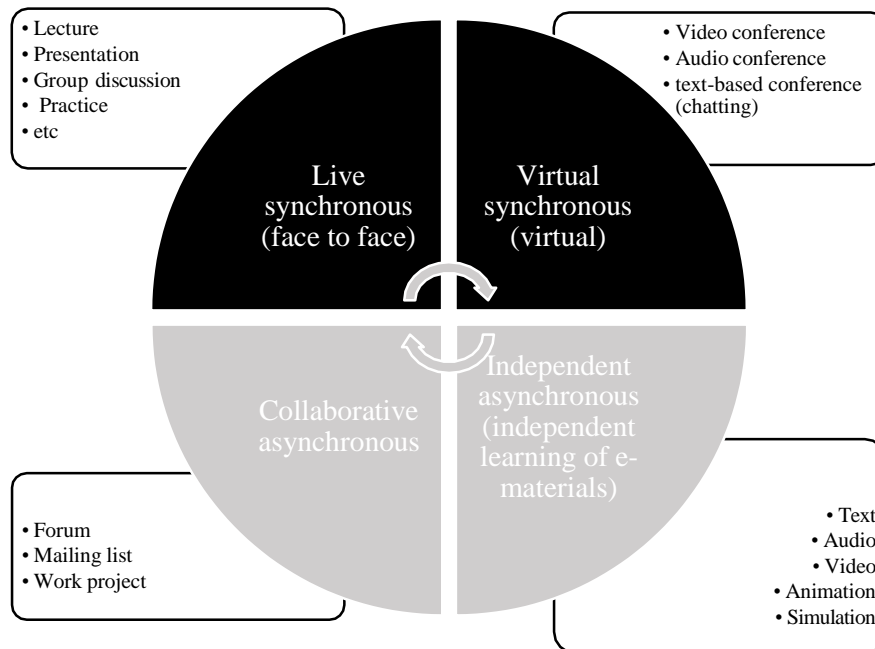 • Lecture
• Presentation
• Group discussion
• Practice
• etc
• Video conference
• Audio conference
• text-based conference
(chatting)
Live
synchronous
(face to face)
Virtual
synchronous
(virtual)
Collaborative
asynchronous
Independent
asynchronous
(independent
learning of e-
materials)
• Forum
• Mailing list
• Work project
• Text
• Audio
• Video
• Animation
• Simulation